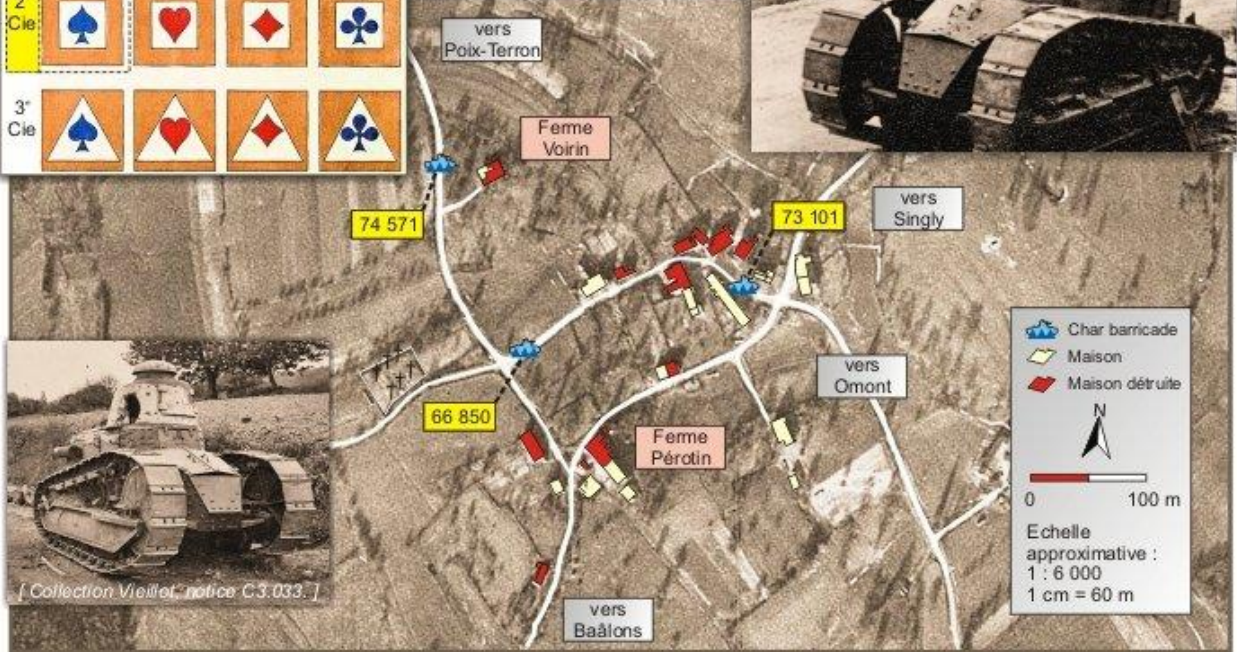 2°
Cie
3°
Cie
vers
Poix-Terron
Ferme
Voirin
74 571
73 101
vers
Singly
66 850
vers
Omont
Ferme
Pérotin
vers
Baâlons
Char barricade
Maison
Maison détruite
N
0 100 m
Echelle
approximative :
1 : 6 000
1 cm = 60 m
[ Collection Vieillot, notice C3.033. ]